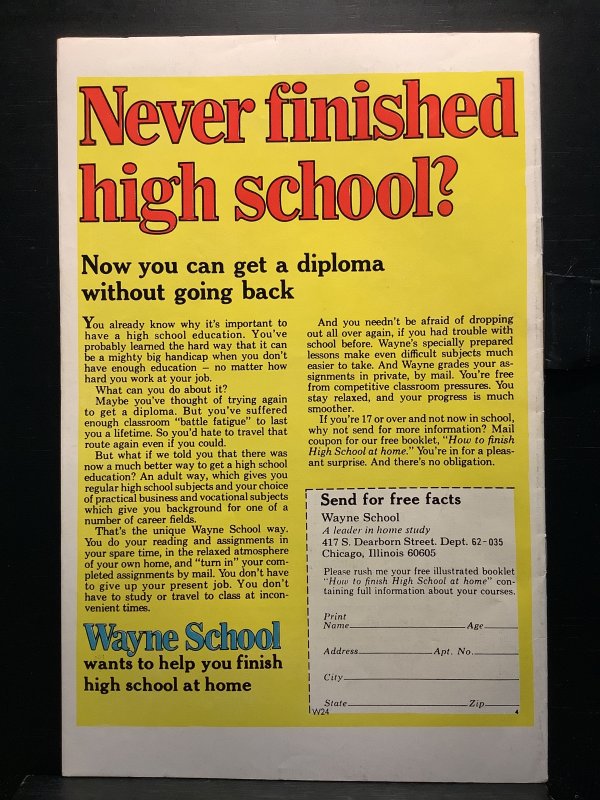 Never finished
high school?
Now you can get a diploma
without going back
You already know why it's important to
have a high school education. You've
probably learned the hard way that it can
be a mighty big handicap when you don't
have enough education – no matter how
hard you work at your job.
What can you do about it?
Maybe you've thought of trying again
to get a diploma. But you've suffered
enough classroom "battle fatigue" to last
you a lifetime. So you'd hate to travel that
route again even if you could.
But what if we told you that there was
now a much better way to get a high school
education? An adult way, which gives you
regular high school subjects and your choice
of practical business and vocational subjects
which give you background for one of a
number of career fields.
That's the unique Wayne School way.
You do your reading and assignments in
your spare time, in the relaxed atmosphere
of your own home, and "turn in" your com-
pleted assignments by mail. You don't have
to give up your present job. You don't
have to study or travel to class at incon-
venient times.
Wayne School
wants to help you finish
high school at home
And you needn't be afraid of dropping
out all over again, if you had trouble with
school before. Wayne's specially prepared
lessons make even difficult subjects much
easier to take. And Wayne grades your as-
signments in private, by mail. You're free
from competitive classroom pressures. You
stay relaxed, and your progress is much
smoother.
If you're 17 or over and not now in school,
why not send for more information? Mail
coupon for our free booklet, "How to finish
High School at home." You're in for a pleas-
ant surprise. And there's no obligation.
Send for free facts
Wayne School
A leader in home study
417 S. Dearborn Street. Dept. 62-035
Chicago, Illinois 60605
Please rush me your free illustrated booklet
"How to finish High School at home" con-
taining full information about your courses.
Print
Name Age
Address Apt. No.
City
State Zip
W24 4